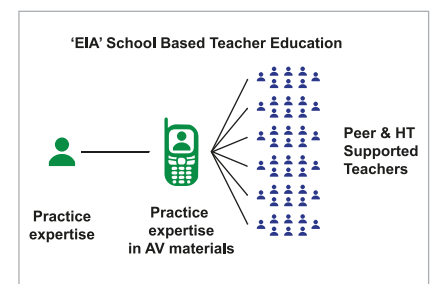 'EIA' School Based Teacher Education
Peer & HT
Supported
Teachers
Practice
expertise
Practice
expertise
in AV materials